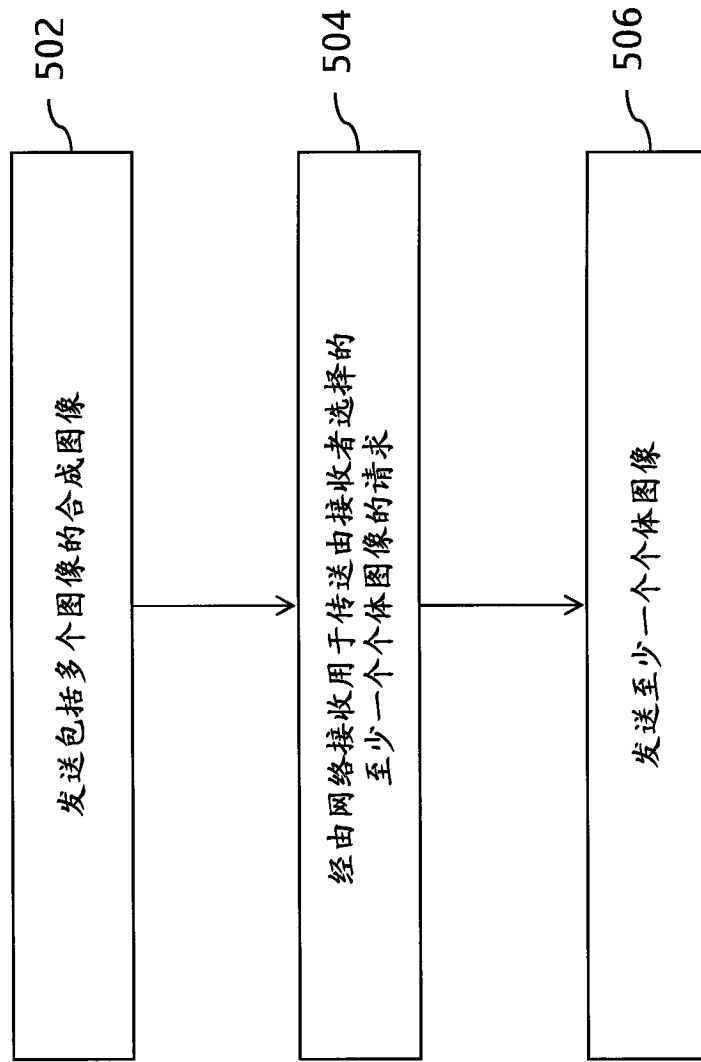 502
发送包括多个图像的合成图像
504
经由网络接收用于传送由接收者选择的
至少一个个体图像的请求
506
发送至少一个个体图像